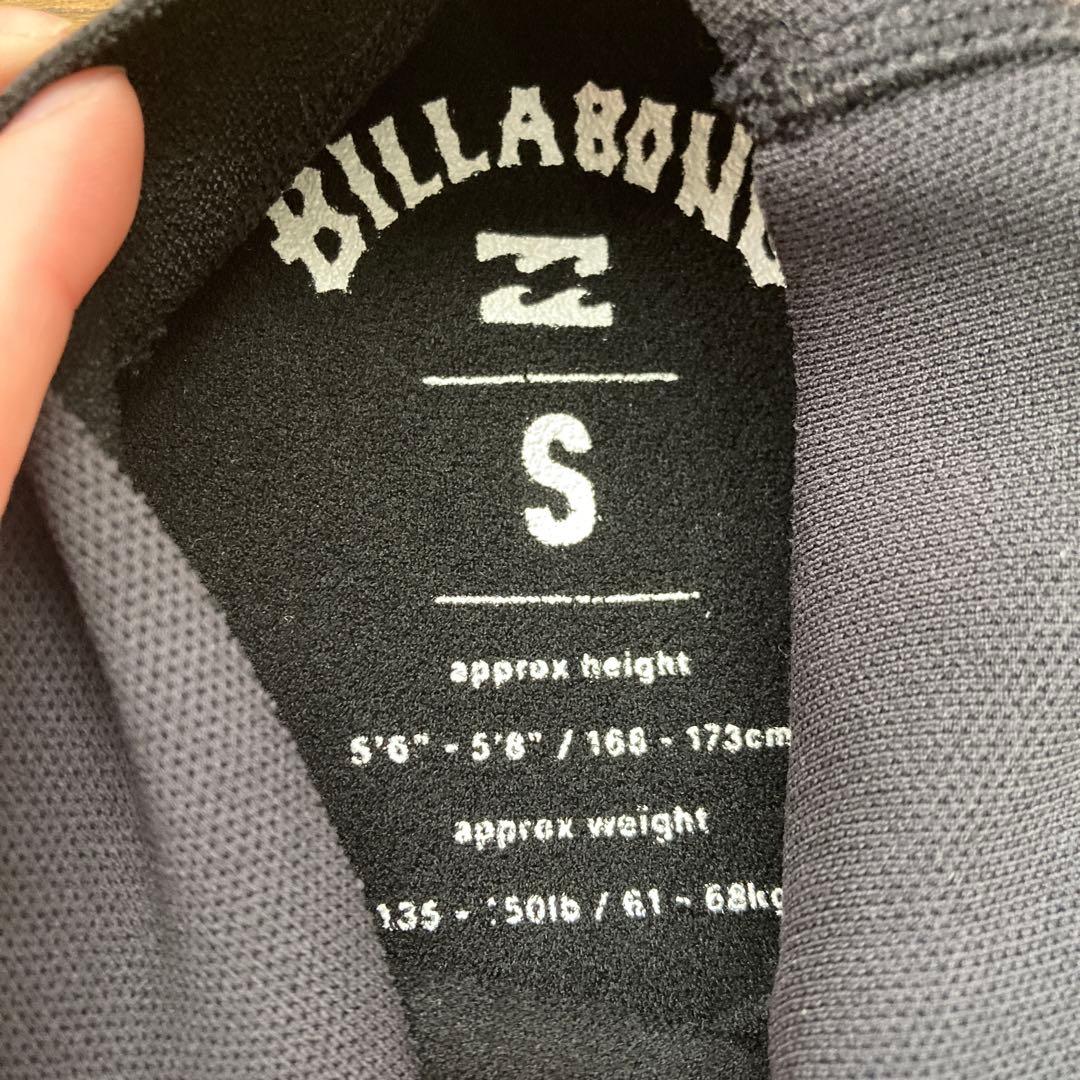 BILLABONG
S
approx height
5'6" - 5'8" / 168 - 173cm
approx weight
135 - 150lb / 61 - 68kg